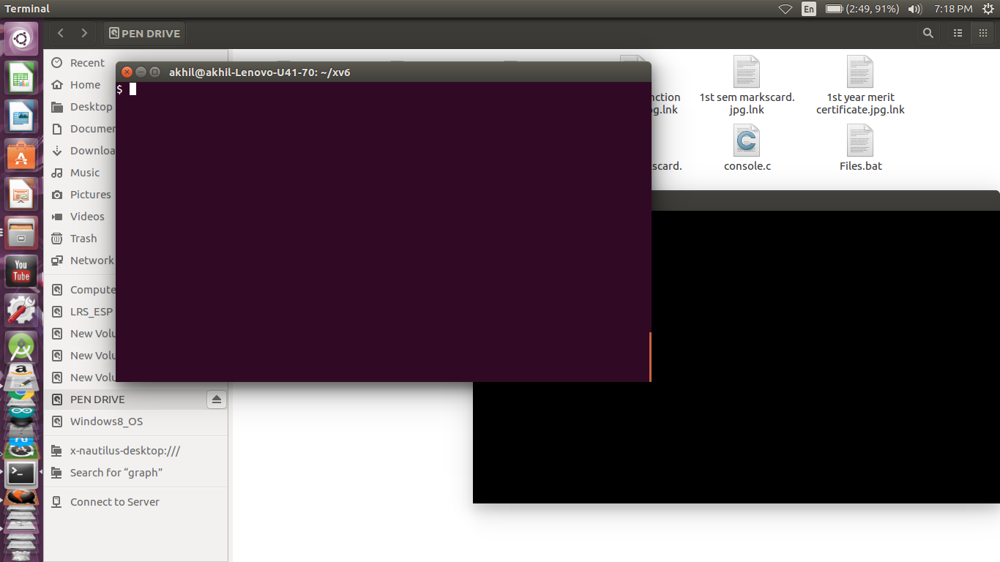 Terminal
En
(2:49, 91%)
7:18 PM
PEN DRIVE
Recent
Home
Desktop
Documen
Downloa
Music
Pictures
Videos
Trash
Network
Compute
LRS_ESP
New Volu
New Volu
New Volu
PEN DRIVE
Windows8_OS
x-nautilus-desktop:///
Search for “graph”
Connect to Server
akhil@akhil-Lenovo-U41-70: ~/xv6
$
nction
og.lnk
1st sem markscard.
jpg.lnk
1st year merit
certificate.jpg.lnk
scard.
console.c
Files.bat
You
Tube